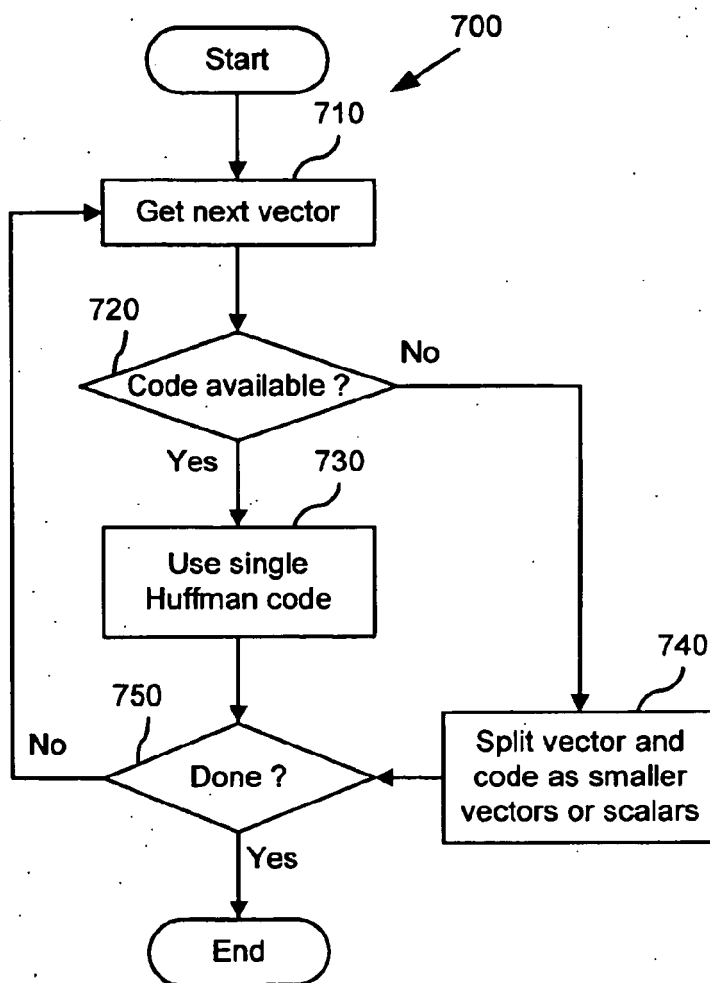 700
Start
710
Get next vector
720
Code available ?
No
Yes
730
Use single
Huffman code
740
750
No
Done ?
Split vector and
code as smaller
vectors or scalars
Yes
End